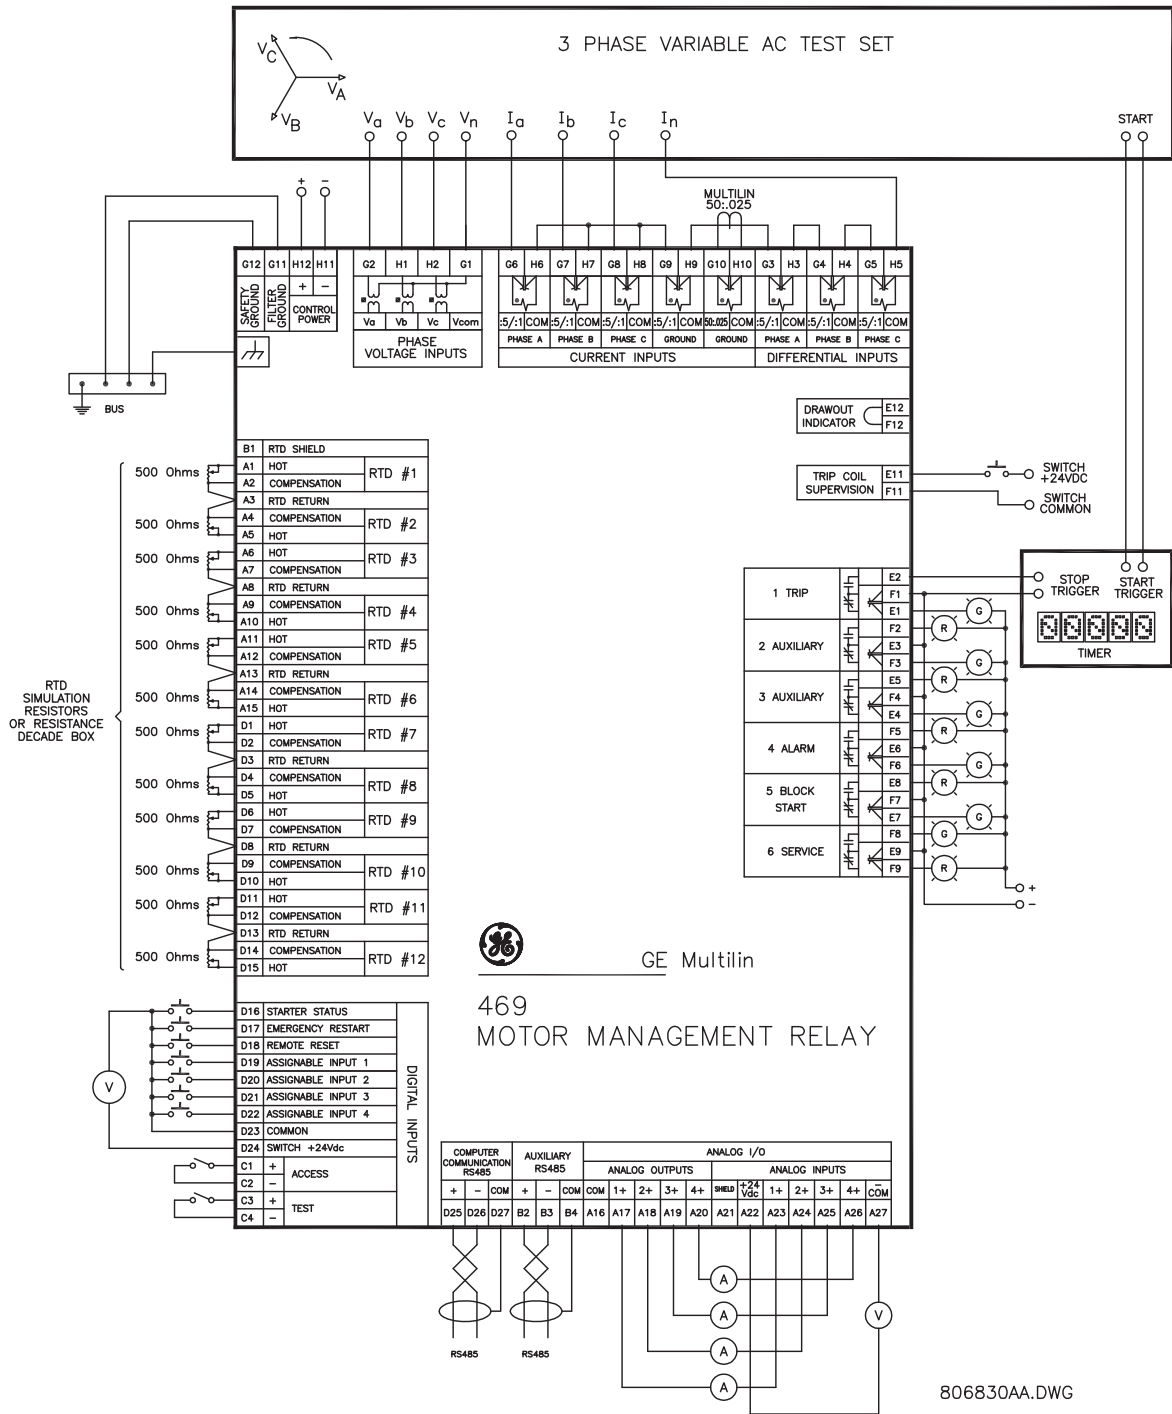 3 PHASE VARIABLE AC TEST SET
VC
VA
VB
Va Vb Vc Vn Ia Ib Ic In
START
+ -
MULTILIN
50:.025
G12 G11 H12 H11 G2 H1 H2 G1 G6 H6 G7 H7 G8 H8 G9 H9 G10 H10 G3 H3 G4 H4 G5 H5
SAFETY GROUND
FILTER GROUND
+ -
CONTROL
POWER
Va Vb Vc Vcom
PHASE
VOLTAGE INPUTS
:5/:1 COM :5/:1 COM :5/:1 COM :5/:1 COM 50:.025 COM :5/:1 COM :5/:1 COM :5/:1 COM
PHASE A PHASE B PHASE C GROUND GROUND PHASE A PHASE B PHASE C
CURRENT INPUTS DIFFERENTIAL INPUTS
BUS
DRAWOUT
INDICATOR
E12
F12
TRIP COIL
SUPERVISION
E11
F11
SWITCH
+24VDC
SWITCH
COMMON
B1 RTD SHIELD
500 Ohms A1 HOT RTD #1
A2 COMPENSATION
A3 RTD RETURN
500 Ohms A4 COMPENSATION RTD #2
A5 HOT
500 Ohms A6 HOT RTD #3
A7 COMPENSATION
A8 RTD RETURN
500 Ohms A9 COMPENSATION RTD #4
A10 HOT
500 Ohms A11 HOT RTD #5
A12 COMPENSATION
A13 RTD RETURN
500 Ohms A14 COMPENSATION RTD #6
A15 HOT
500 Ohms D1 HOT RTD #7
D2 COMPENSATION
D3 RTD RETURN
500 Ohms D4 COMPENSATION RTD #8
D5 HOT
500 Ohms D6 HOT RTD #9
D7 COMPENSATION
D8 RTD RETURN
500 Ohms D9 COMPENSATION RTD #10
D10 HOT
500 Ohms D11 HOT RTD #11
D12 COMPENSATION
D13 RTD RETURN
500 Ohms D14 COMPENSATION RTD #12
D15 HOT
RTD
SIMULATION
RESISTORS
OR RESISTANCE
DECADE BOX
1 TRIP
E2
F1
E1 G
2 AUXILIARY
F2 R
E3
F3 G
3 AUXILIARY
E5 R
F4
E4 G
4 ALARM
F5 R
E6
F6 G
5 BLOCK
START
E8 R
F7
E7 G
6 SERVICE
F8 G
E9
F9 R
+
-
STOP
TRIGGER
START
TRIGGER
00000
TIMER
GE
GE Multilin
469
MOTOR MANAGEMENT RELAY
V
D16 STARTER STATUS
D17 EMERGENCY RESTART
D18 REMOTE RESET
D19 ASSIGNABLE INPUT 1
D20 ASSIGNABLE INPUT 2
D21 ASSIGNABLE INPUT 3
D22 ASSIGNABLE INPUT 4
D23 COMMON
D24 SWITCH +24Vdc
C1 + ACCESS
C2 -
C3 + TEST
C4 -
DIGITAL INPUTS
COMPUTER
COMMUNICATION
RS485
AUXILIARY
RS485
ANALOG I/O
ANALOG OUTPUTS ANALOG INPUTS
+ - COM + - COM COM 1+ 2+ 3+ 4+ SHIELD +24 Vdc 1+ 2+ 3+ 4+ - COM
D25 D26 D27 B2 B3 B4 A16 A17 A18 A19 A20 A21 A22 A23 A24 A25 A26 A27
A
A
A
A
V
RS485 RS485
806830AA.DWG